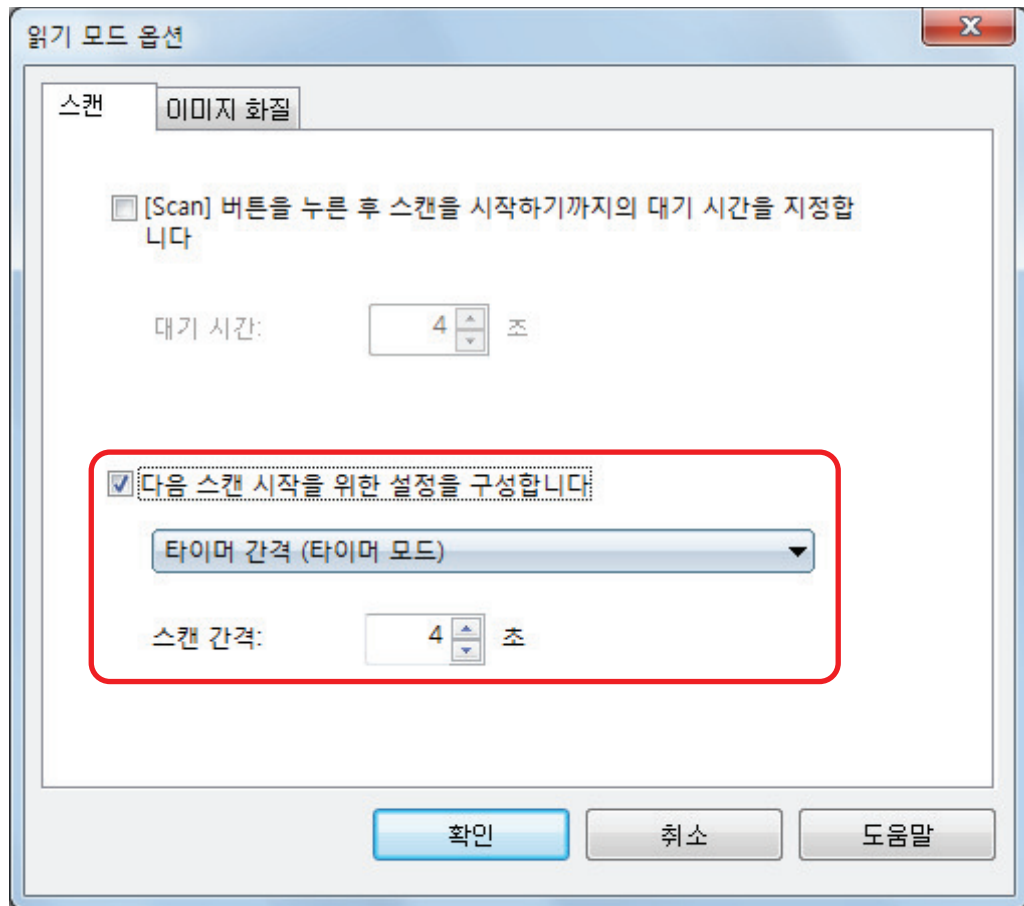 읽기 모드 옵션
스캔
이미지 화질
[Scan] 버튼을 누른 후 스캔을 시작하기까지의 대기 시간을 지정합
니다
대기 시간: 4 초
다음 스캔 시작을 위한 설정을 구성합니다
타이머 간격 (타이머 모드)
스캔 간격: 4 초
확인 취소 도움말